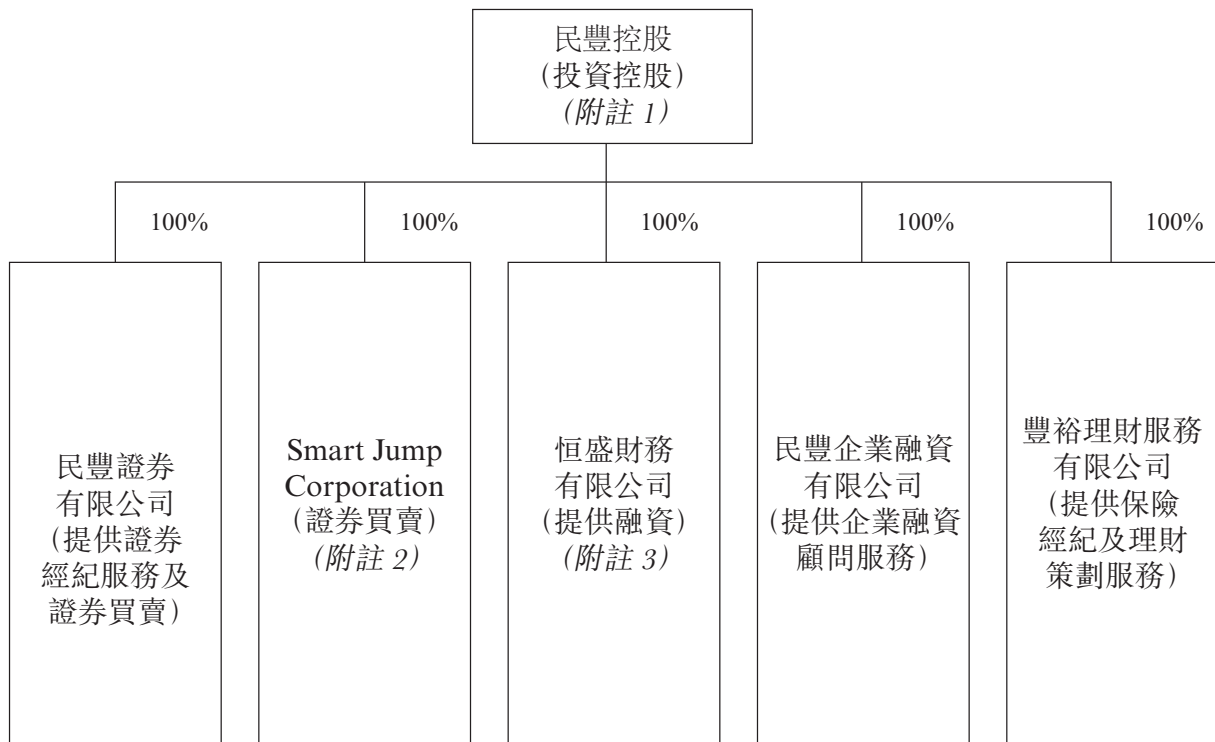 民豐控股
（投資控股）
（附註 1）
100%
100%
100%
100%
100%
民豐證券
有限公司
（提供證券
經紀服務及
證券買賣）
Smart Jump
Corporation
（證券買賣）
（附註 2）
恒盛財務
有限公司
（提供融資）
（附註 3）
民豐企業融資
有限公司
（提供企業融資
顧問服務）
豐裕理財服務
有限公司
（提供保險
經紀及理財
策劃服務）